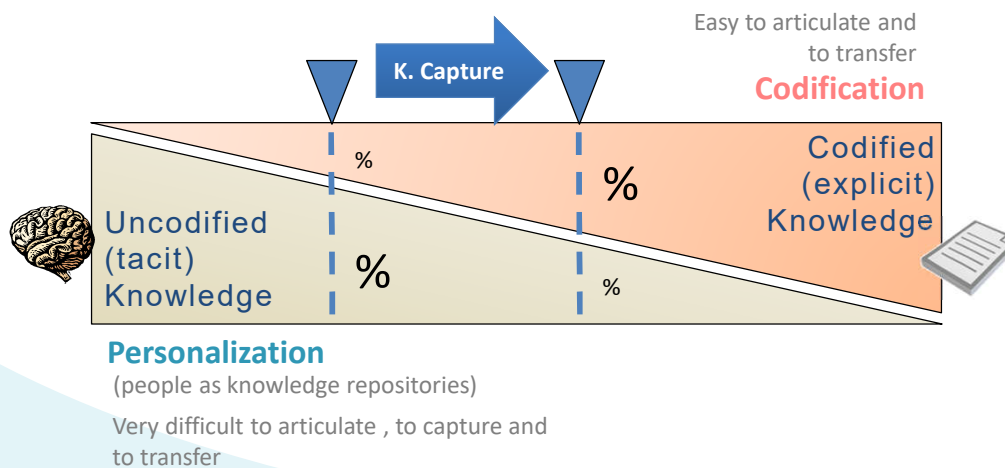 Easy to articulate and
to transfer
Codification
K. Capture
%
%
Codified
(explicit)
Knowledge
Uncodified
(tacit)
Knowledge
%
%
Personalization
(people as knowledge repositories)
Very difficult to articulate , to capture and
to transfer